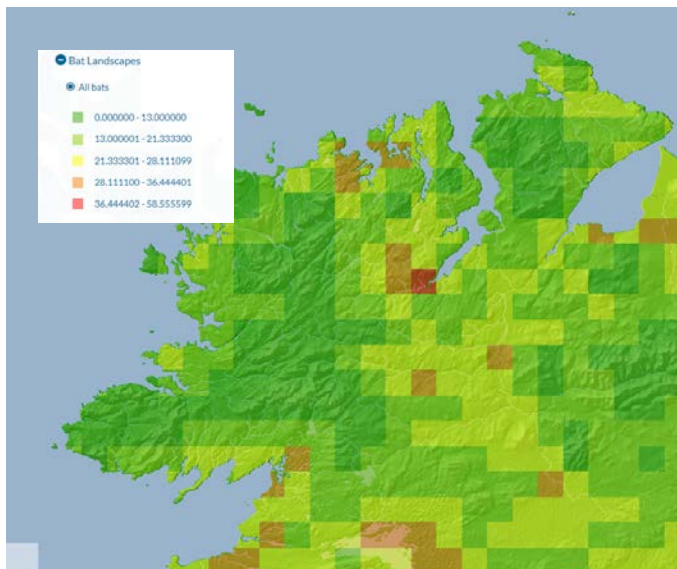 Bat Landscapes
All bats
0.000000 - 13.000000
13.000001 - 21.333300
21.333301 - 28.111099
28.111100 - 36.444401
36.444402 - 58.555599